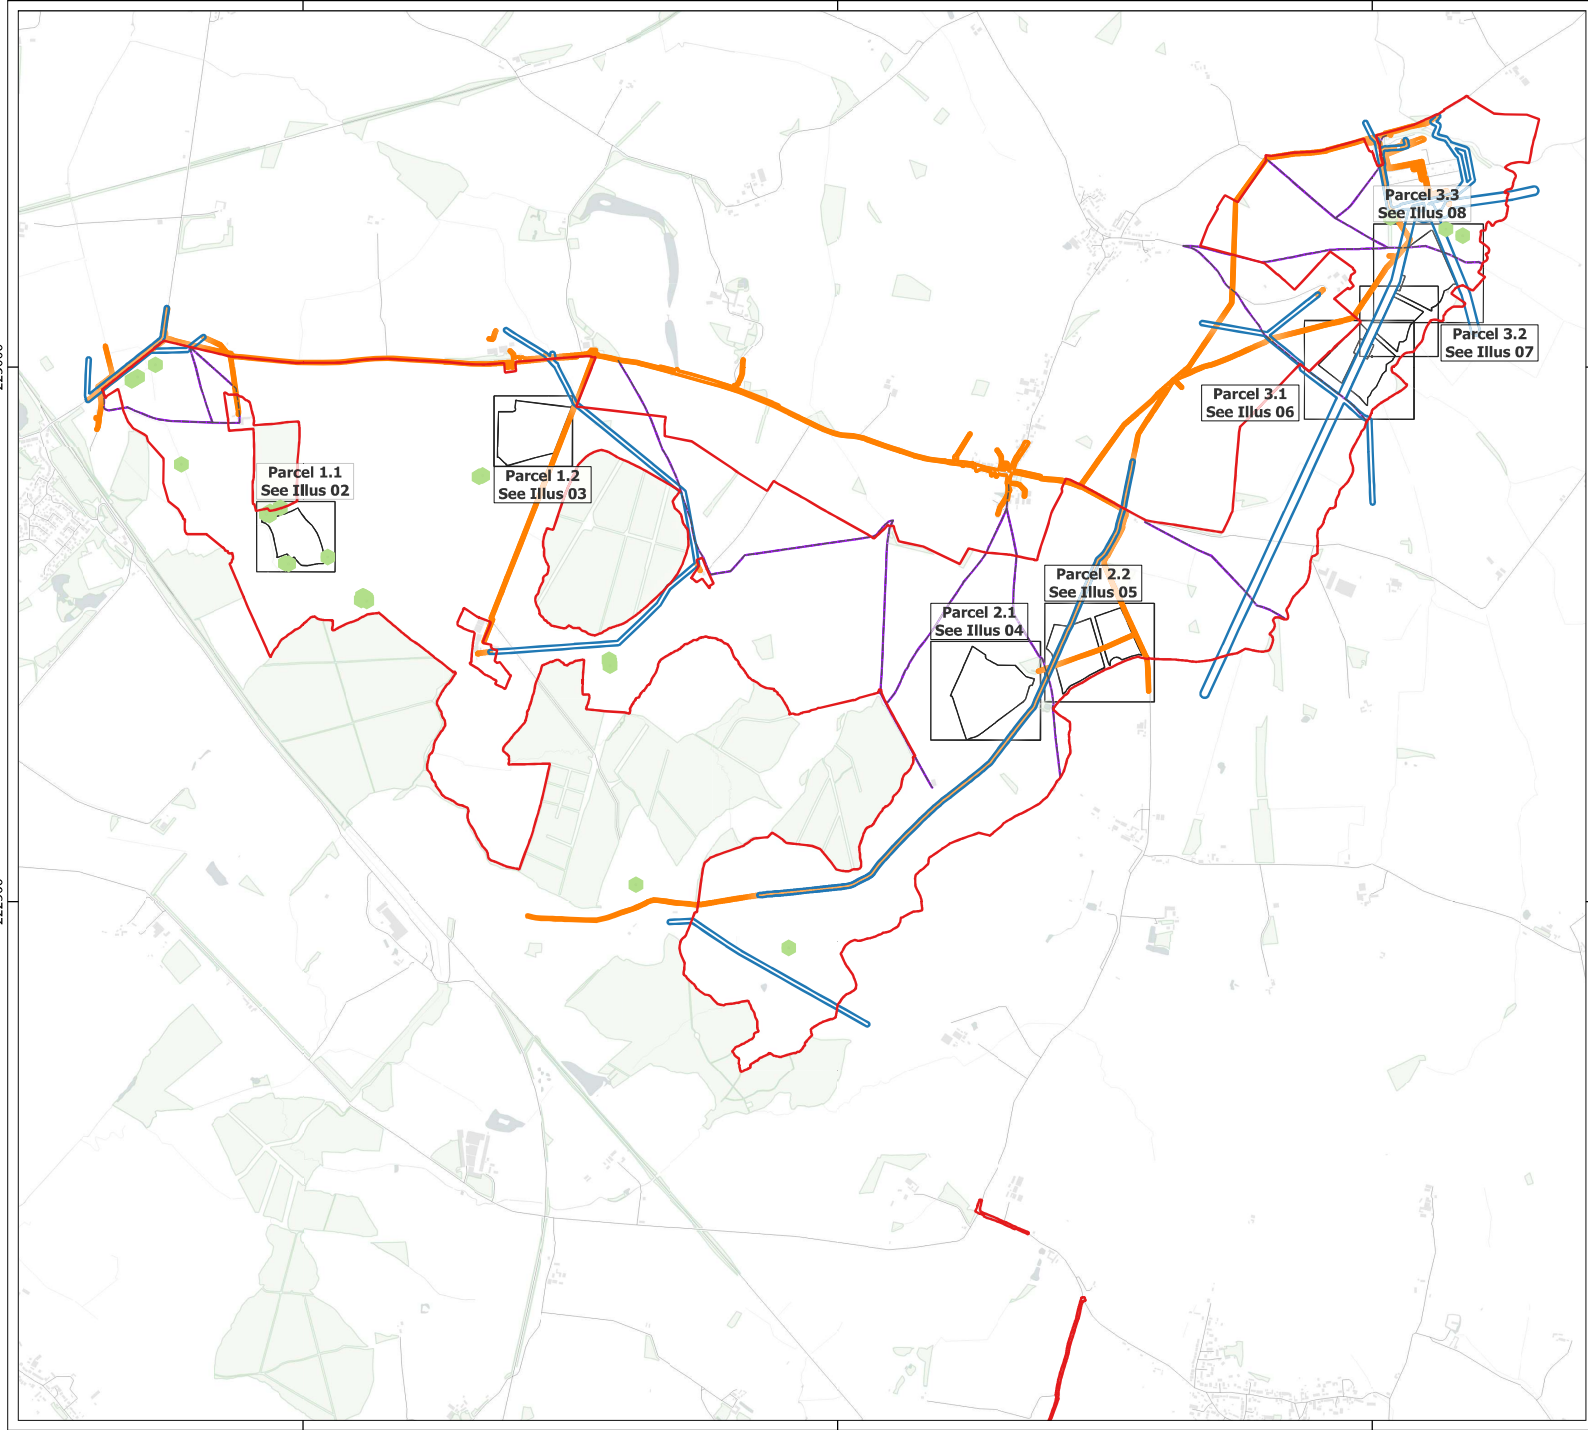 Parcel 3.3
See Illus 08
Parcel 3.2
See Illus 07
Parcel 3.1
See Illus 06
Parcel 1.1
See Illus 02
Parcel 1.2
See Illus 03
Parcel 2.2
See Illus 05
Parcel 2.1
See Illus 04